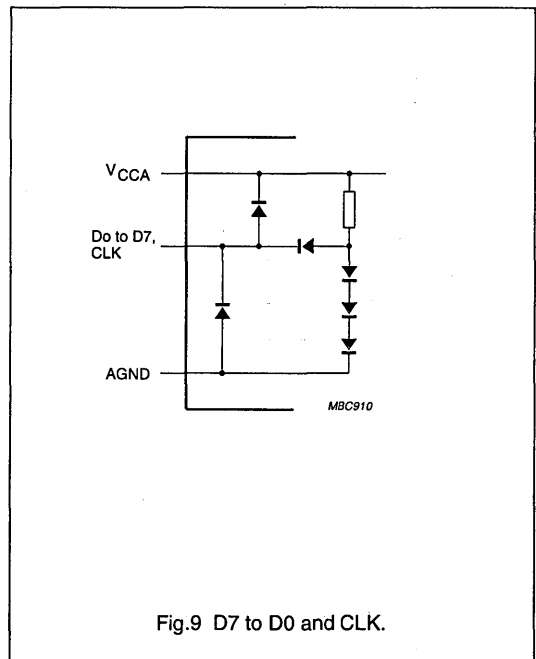 VCCA
Do to D7,
CLK
AGND
MBC910
Fig.9 D7 to D0 and CLK.